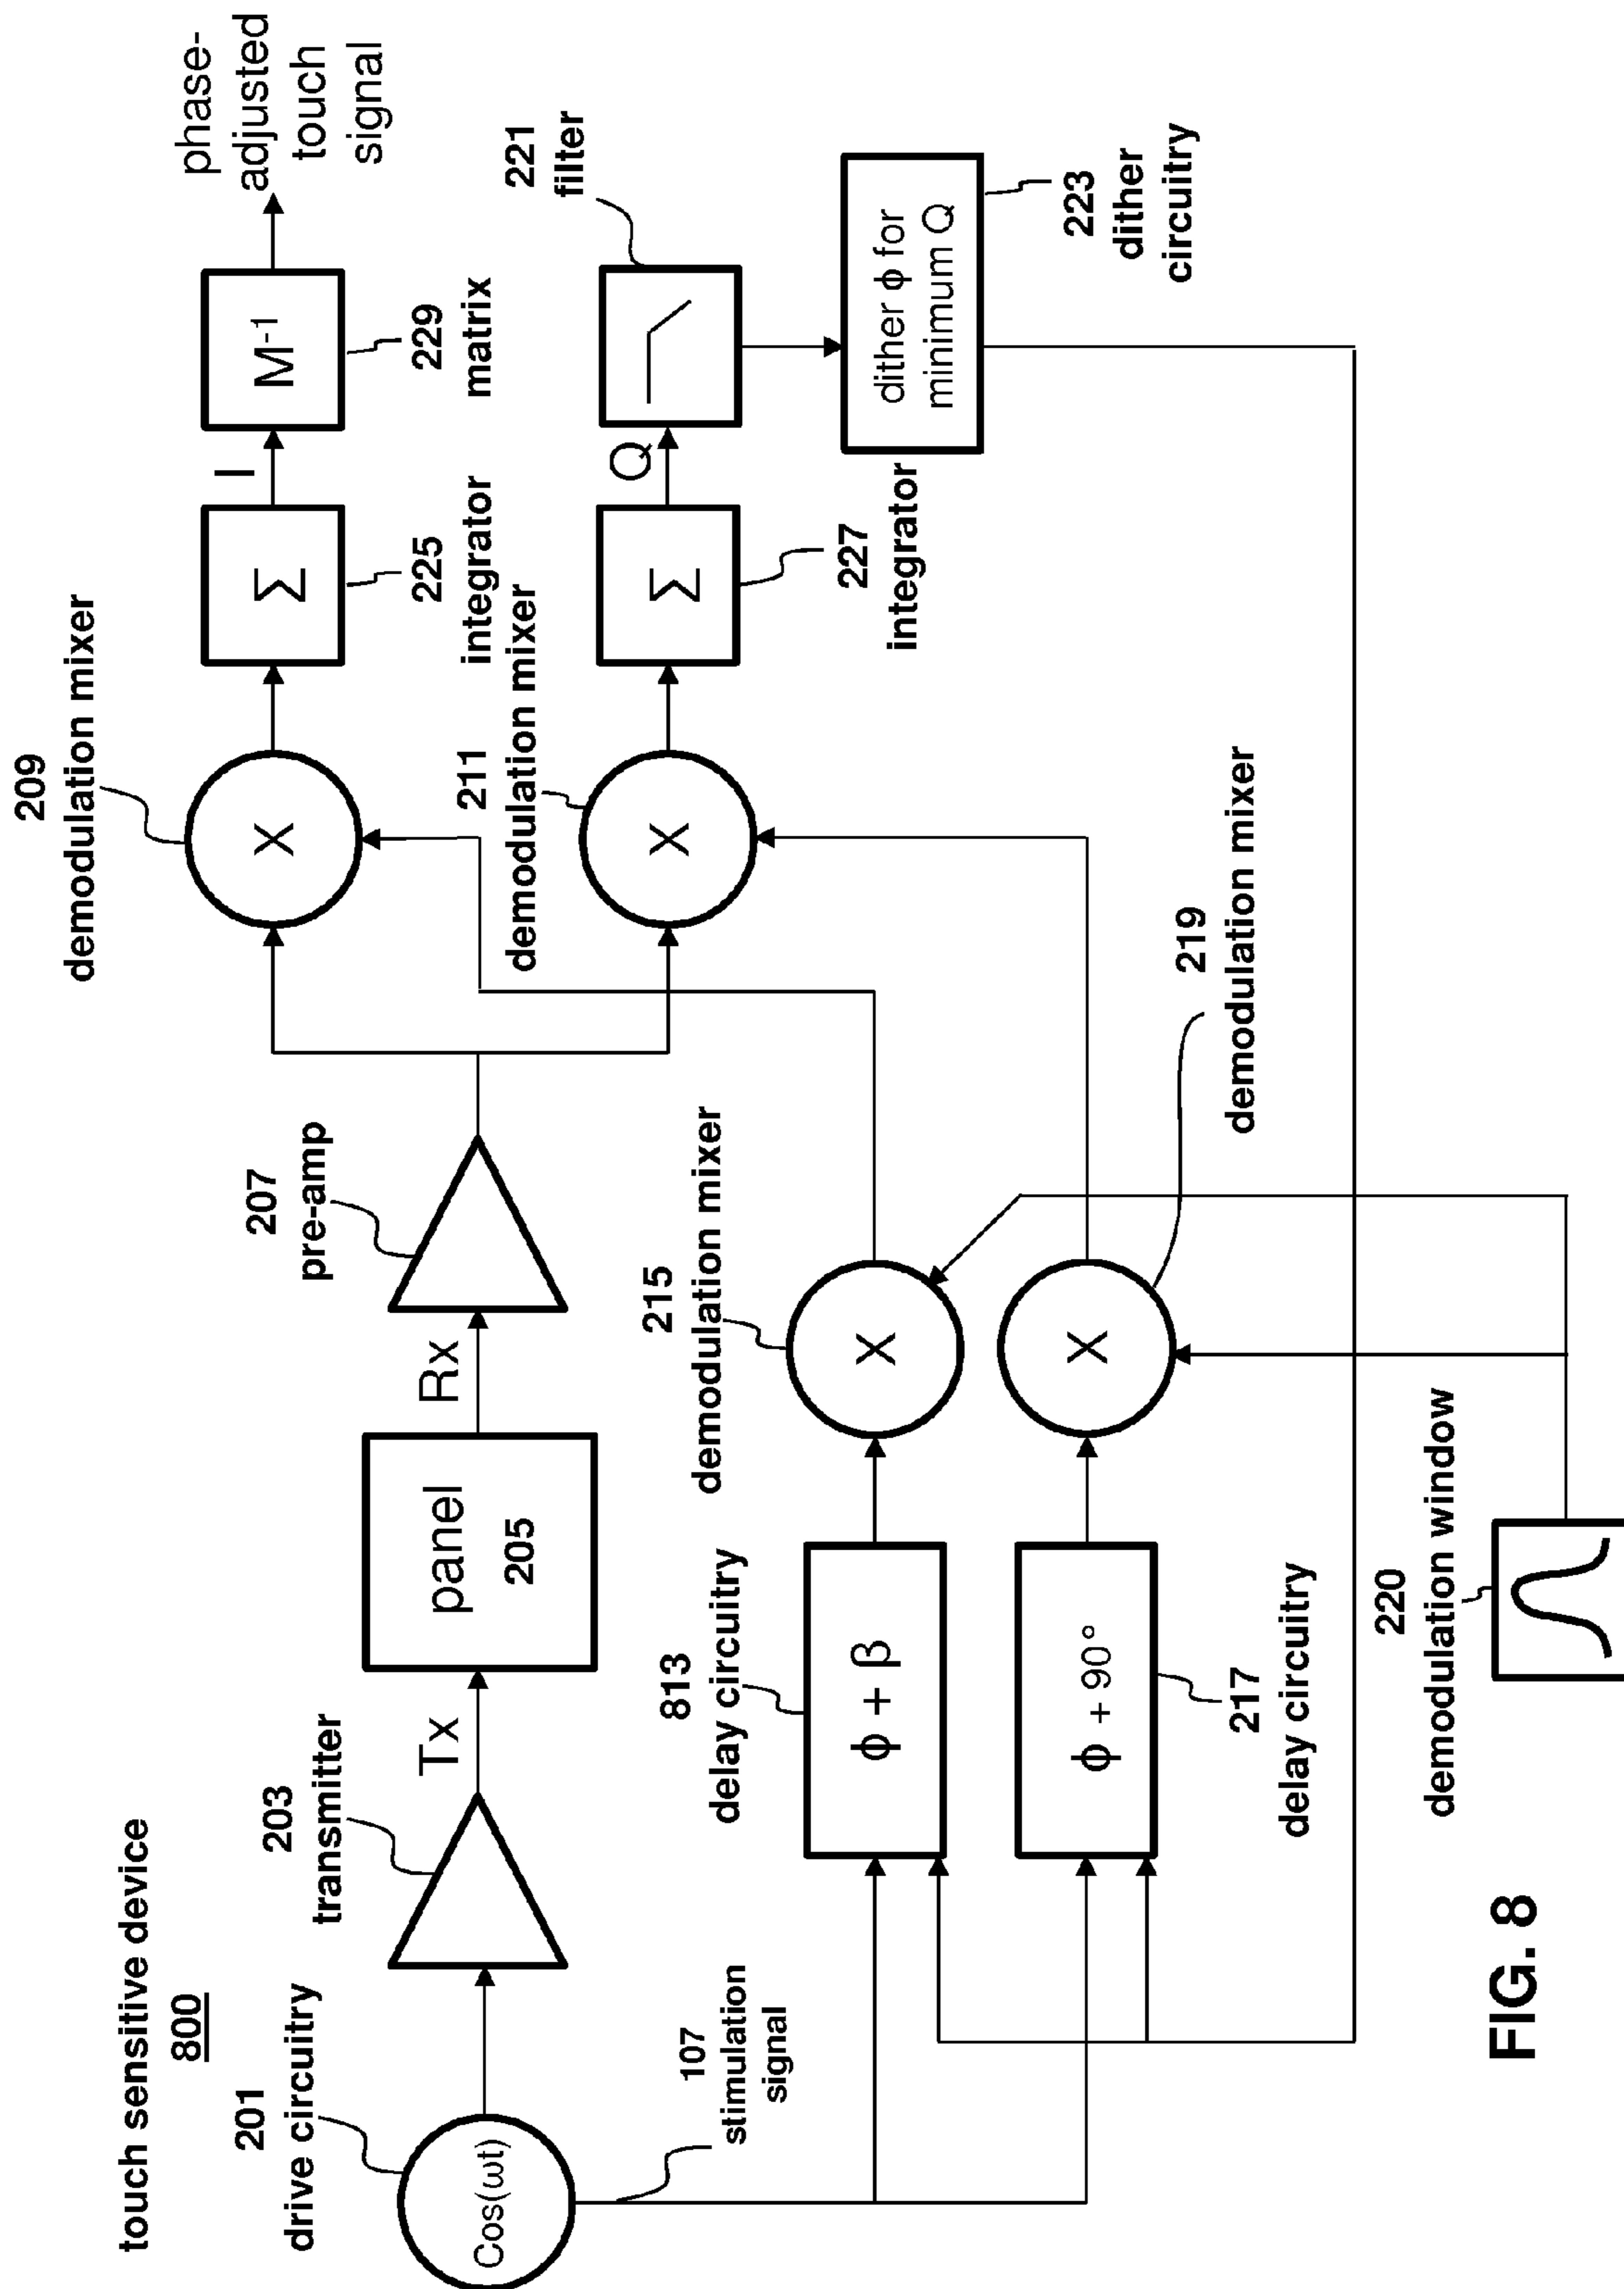 touch sensitive device
800
201
drive circuitry
Cos(ωt)
107
stimulation
signal
203
transmitter
Tx
panel
205
Rx
207
pre-amp
209
demodulation mixer
X
211
demodulation mixer
X
225
integrator
Σ
I
229
matrix
M-1
phase-
adjusted
touch
signal
227
integrator
Σ
Q
221
filter
dither ϕ for
minimum Q
223
dither
circuitry
813
delay circuitry
ϕ + β
215
demodulation mixer
X
ϕ + 90°
217
delay circuitry
X
219
demodulation mixer
220
demodulation window
FIG. 8